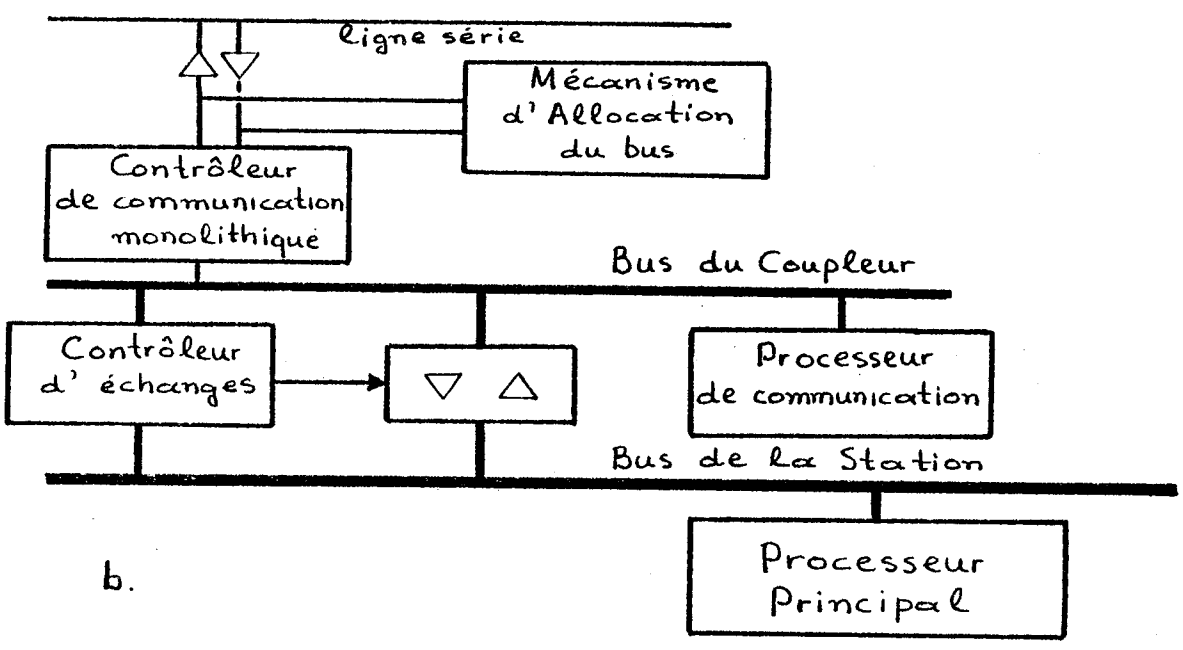 ligne série
Mécanisme
d'Allocation
du bus
Contrôleur
de communication
monolithique
Bus du Coupleur
Contrôleur
d'échanges
Processeur
de communication
Bus de la Station
Processeur
Principal
b.